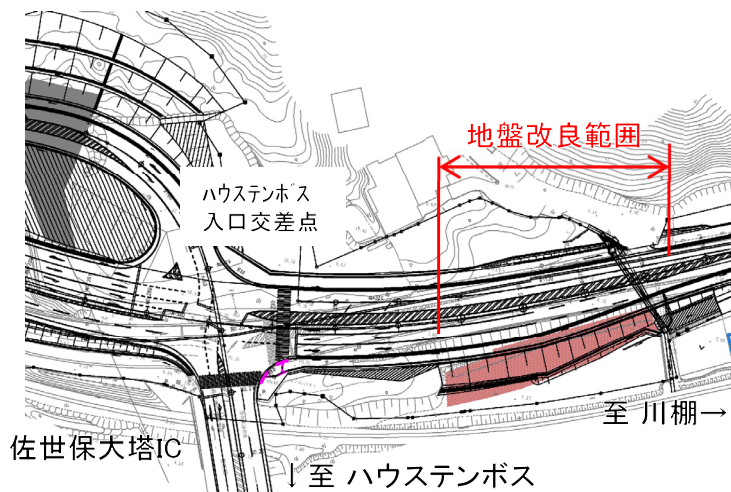 地盤改良範囲
ﾊｳｽﾃﾝﾎﾞｽ
入口交差点
至 川棚→
佐世保大塔IC
↓至 ハウステンボス